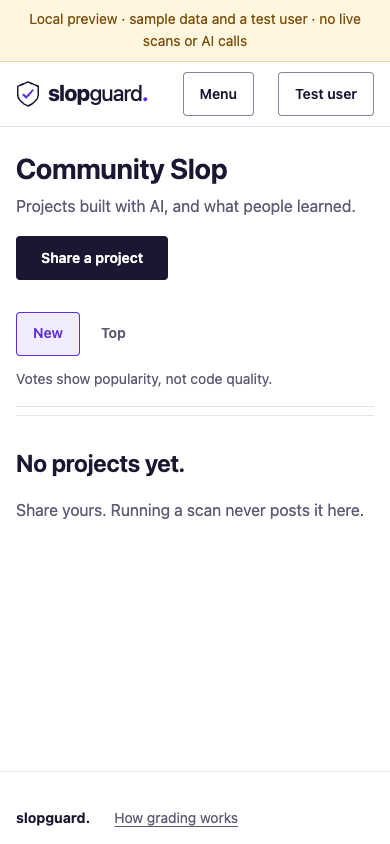 Local preview · sample data and a test user · no live
scans or AI calls
slopguard.
Menu
Test user
Community Slop
Projects built with AI, and what people learned.
Share a project
New
Top
Votes show popularity, not code quality.
No projects yet.
Share yours. Running a scan never posts it here.
slopguard.
How grading works